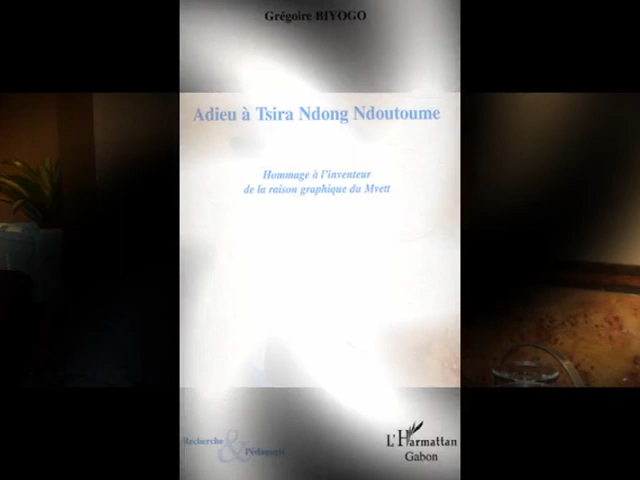 Grégoire BIYOGO
Adieu à Tsira Ndong Ndoutoume
Hommage à l'inventeur
de la raison graphique du Mvett
Recherche & Pédagogie
L'Harmattan
Gabon